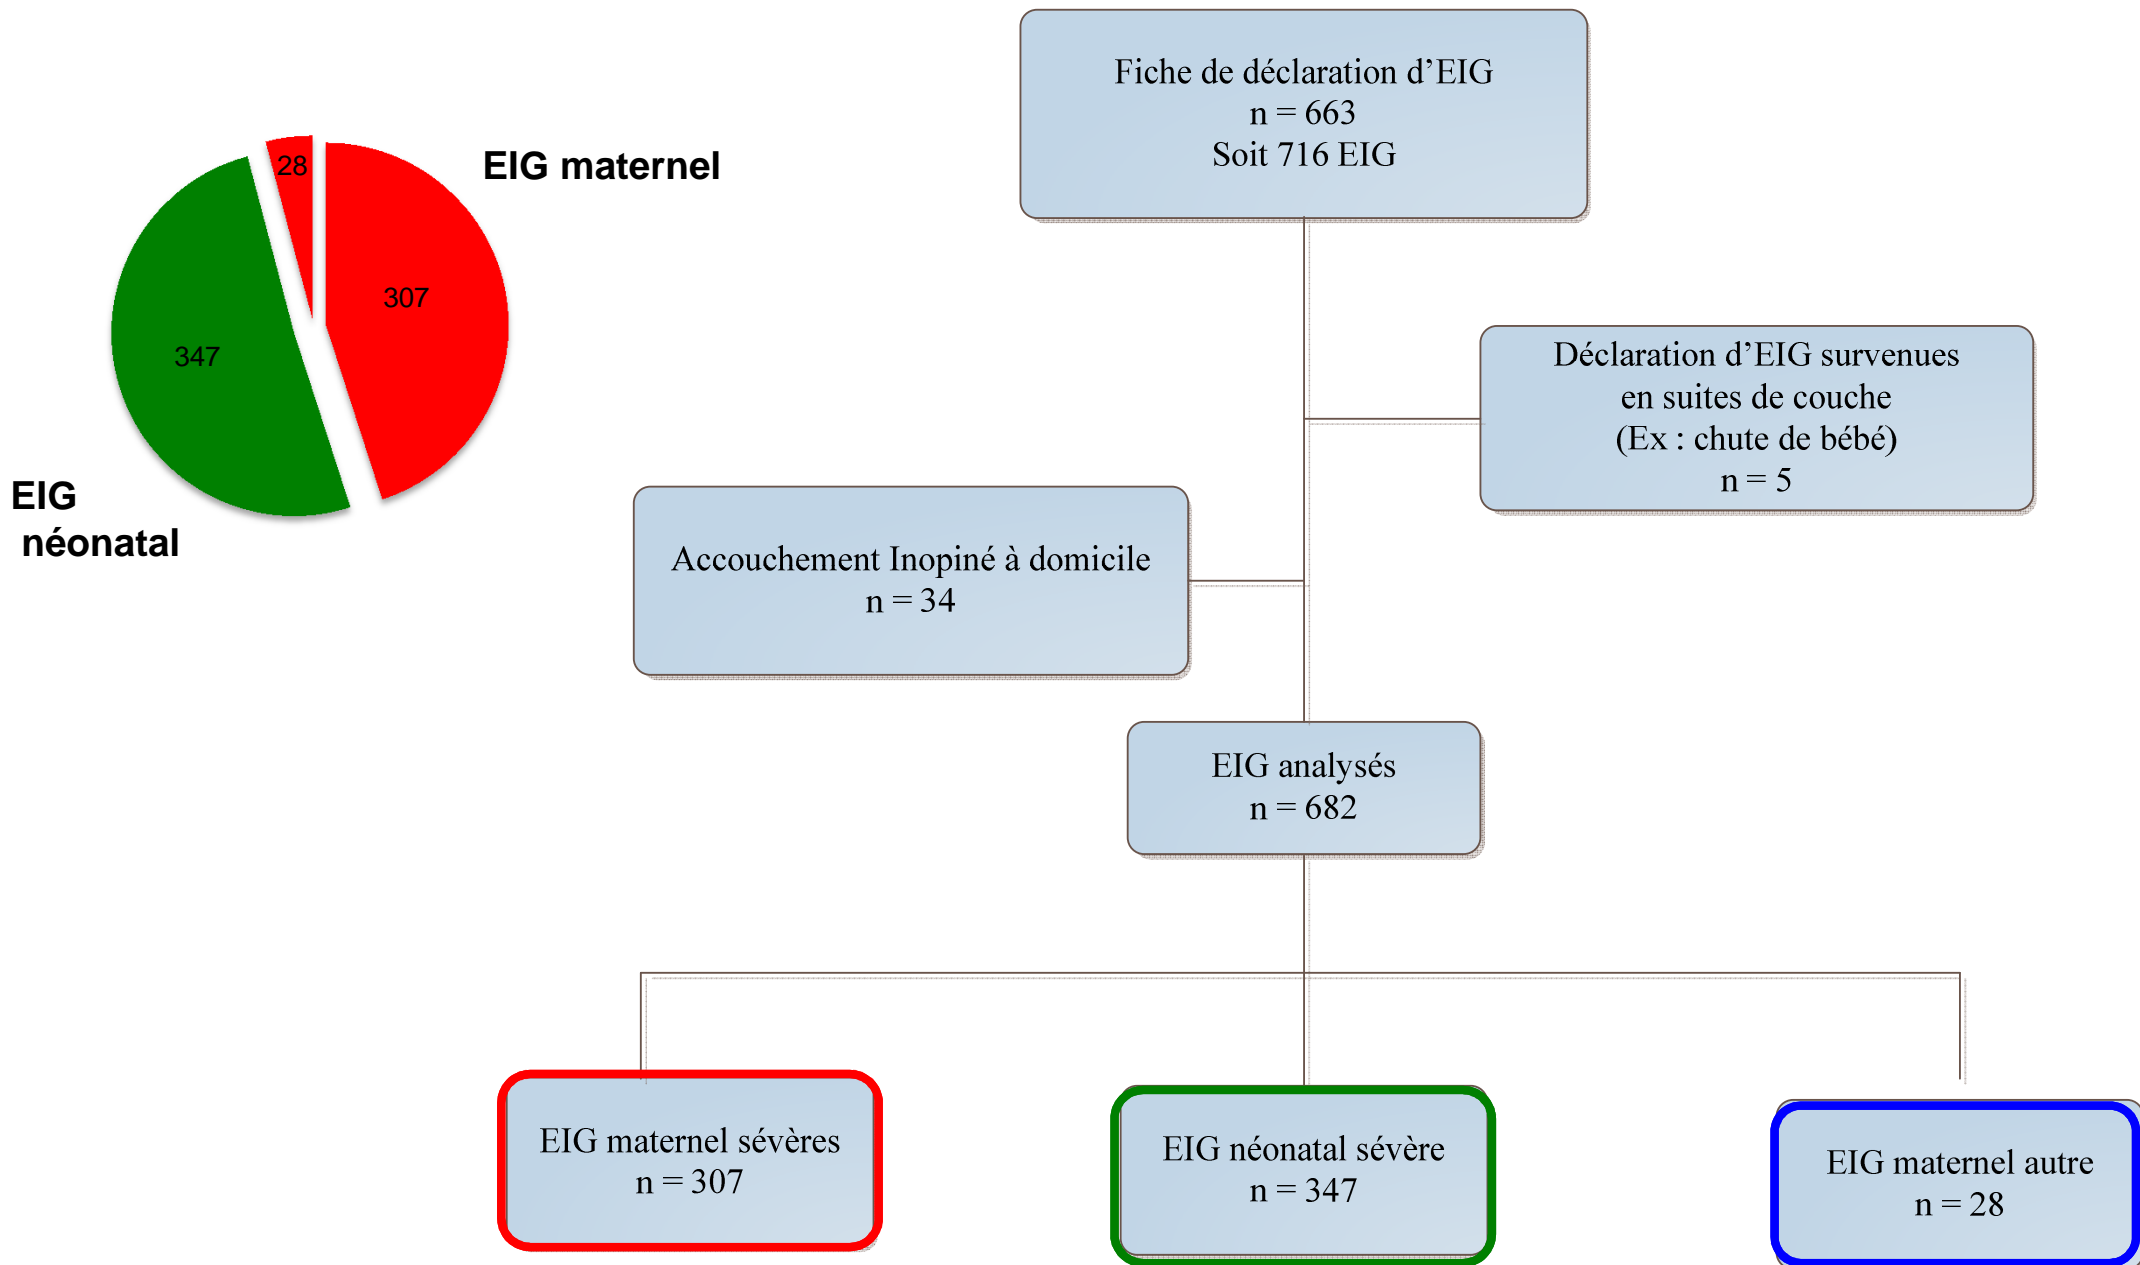 28
EIG maternel
307
347
EIG
néonatal
Fiche de déclaration d’EIG
n = 663
Soit 716 EIG
Déclaration d’EIG survenues
en suites de couche
(Ex : chute de bébé)
n = 5
Accouchement Inopiné à domicile
n = 34
EIG analysés
n = 682
EIG maternel sévères
n = 307
EIG néonatal sévère
n = 347
EIG maternel autre
n = 28